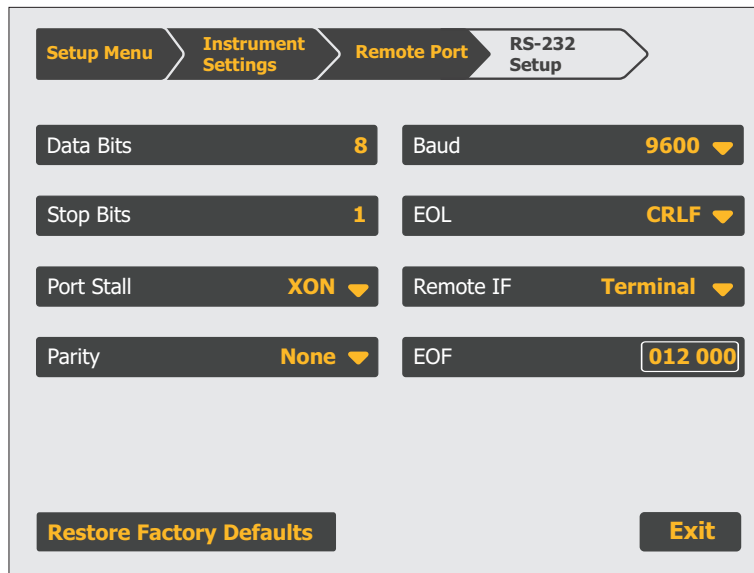 Setup Menu
Instrument
Settings
Remote Port
RS-232
Setup
Data Bits 8
Baud 9600
Stop Bits 1
EOL CRLF
Port Stall XON
Remote IF Terminal
Parity None
EOF 012 000
Restore Factory Defaults
Exit